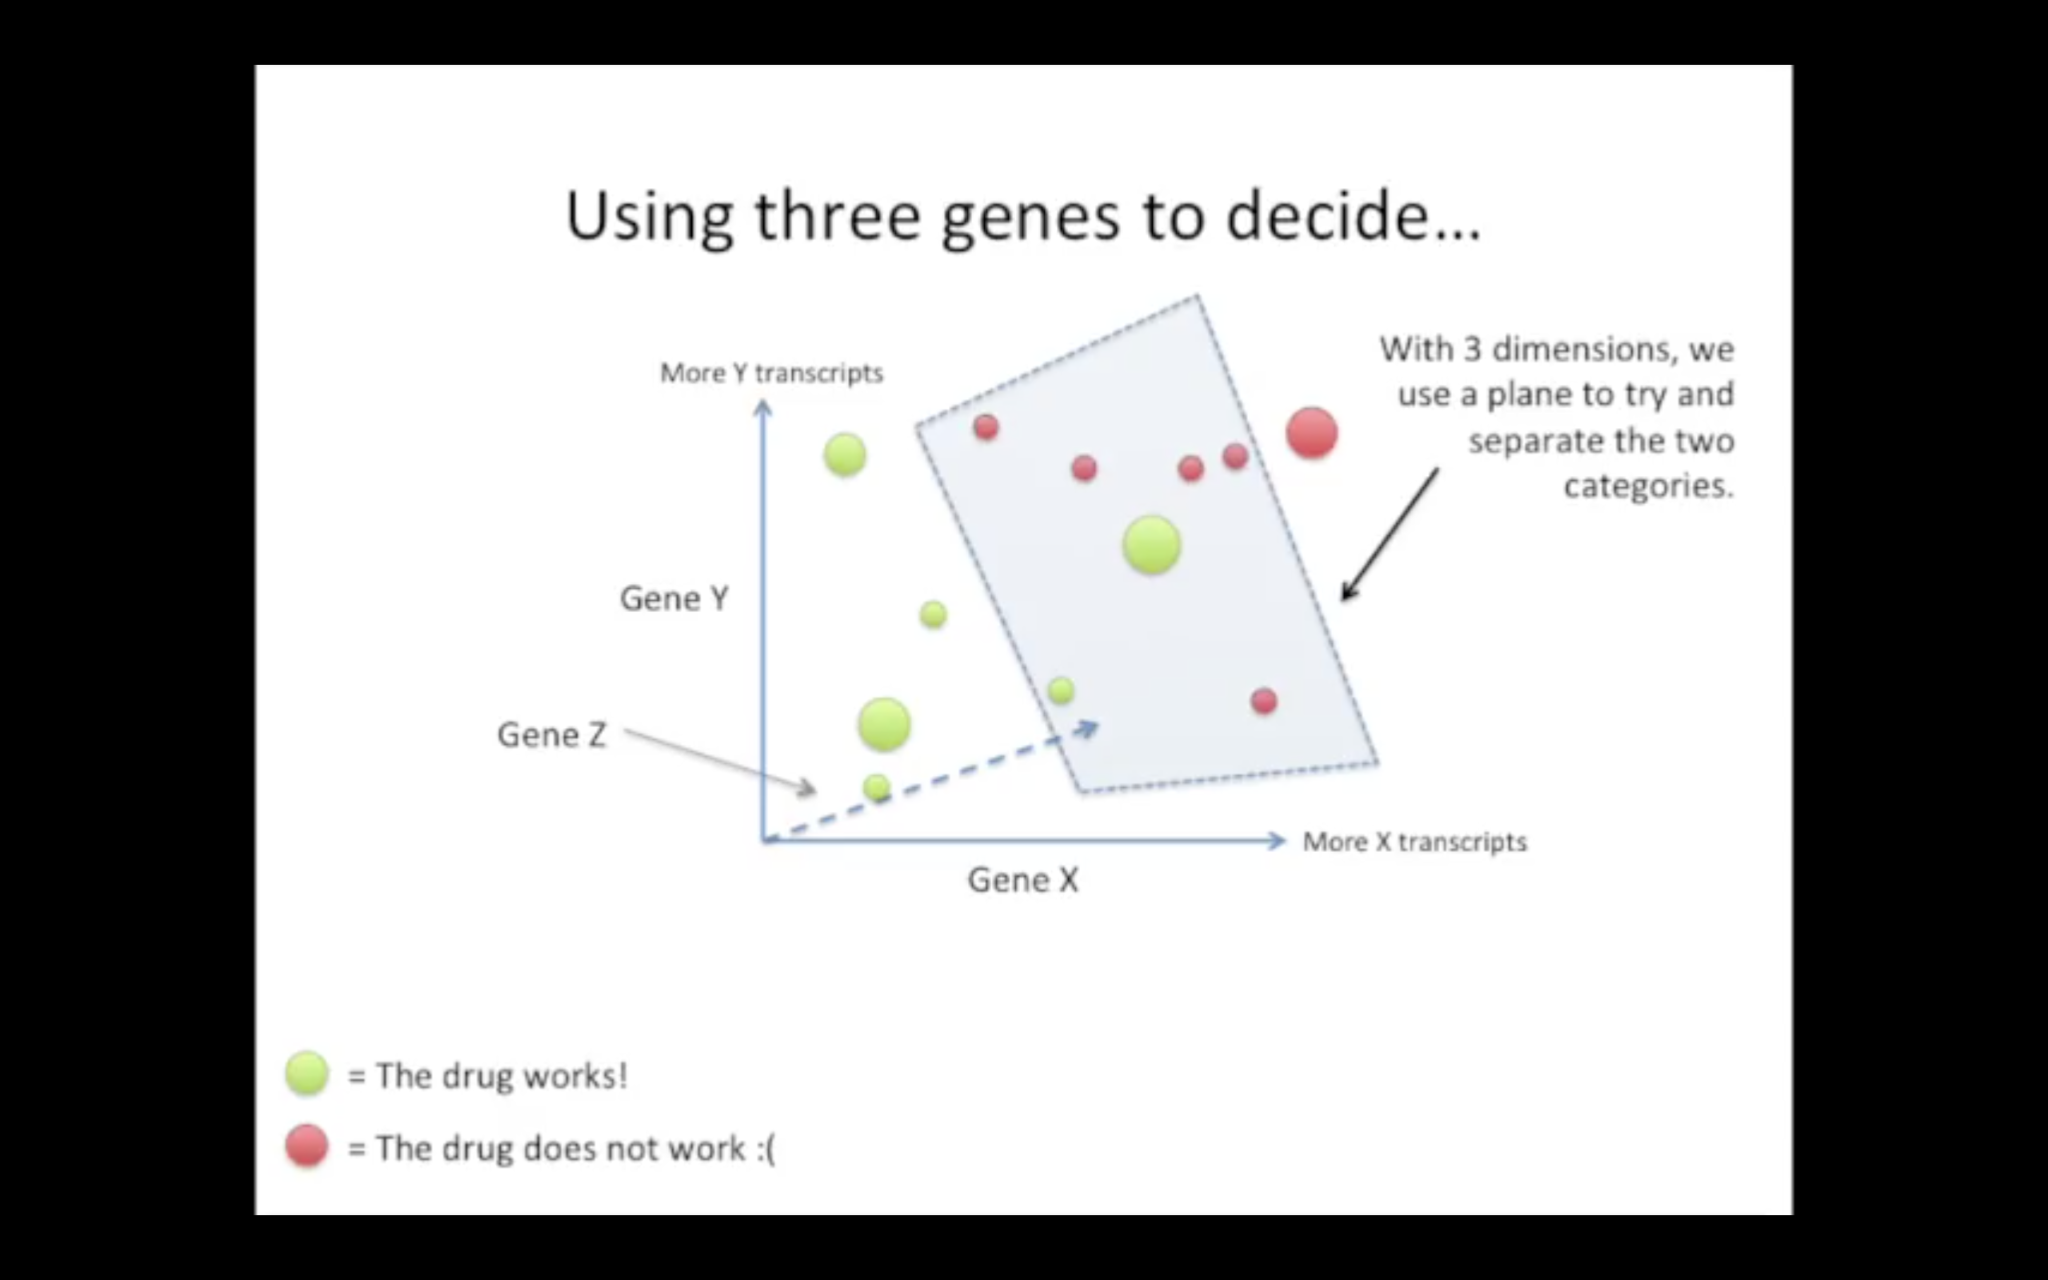 Using three genes to decide...
More Y transcripts
With 3 dimensions, we
use a plane to try and
separate the two
categories.
Gene Y
Gene Z
More X transcripts
Gene X
= The drug works!
= The drug does not work :(